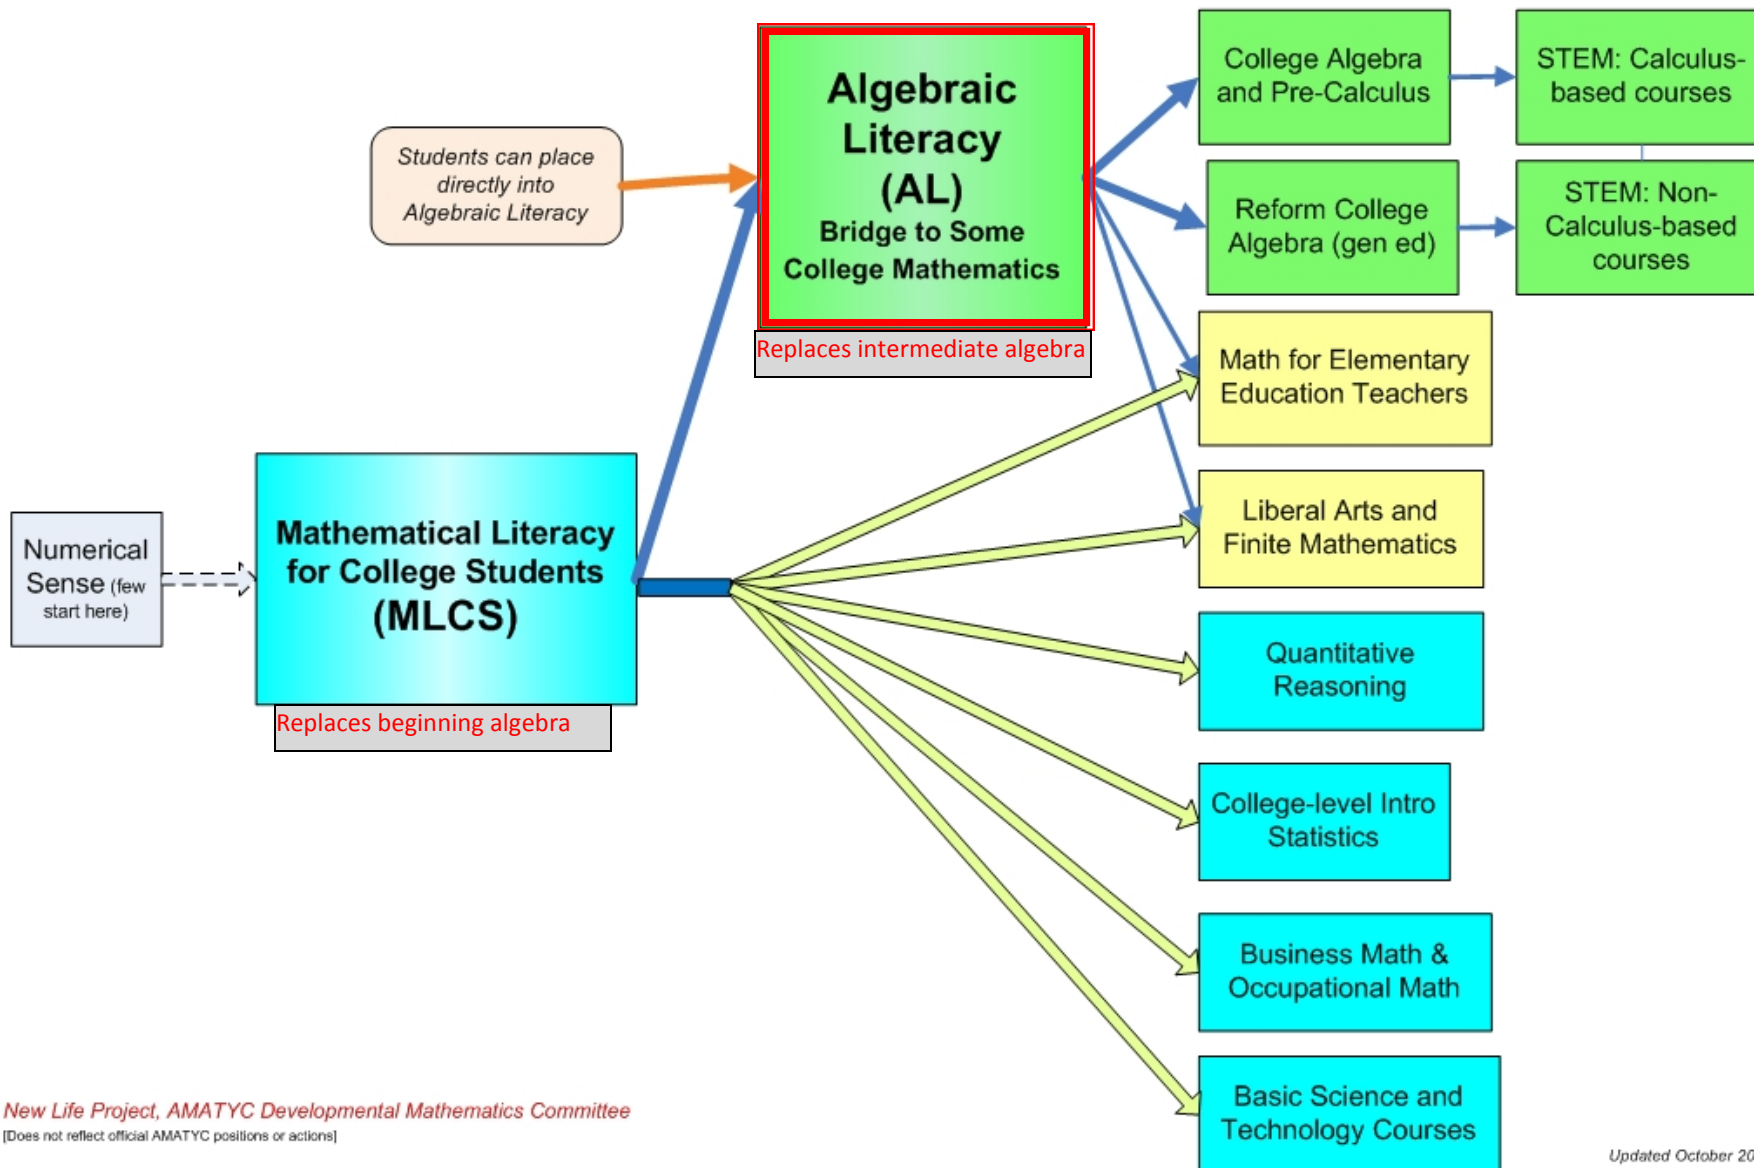 Algebraic
Literacy
(AL)
Bridge to Some
College Mathematics
Replaces intermediate algebra
Students can place
directly into
Algebraic Literacy
College Algebra
and Pre-Calculus
STEM: Calculus-
based courses
Reform College
Algebra (gen ed)
STEM: Non-
Calculus-based
courses
Math for Elementary
Education Teachers
Numerical
Sense (few
start here)
Mathematical Literacy
for College Students
(MLCS)
Replaces beginning algebra
Liberal Arts and
Finite Mathematics
Quantitative
Reasoning
College-level Intro
Statistics
Business Math &
Occupational Math
Basic Science and
Technology Courses
New Life Project, AMATYC Developmental Mathematics Committee
[Does not reflect official AMATYC positions or actions]
Updated October 20